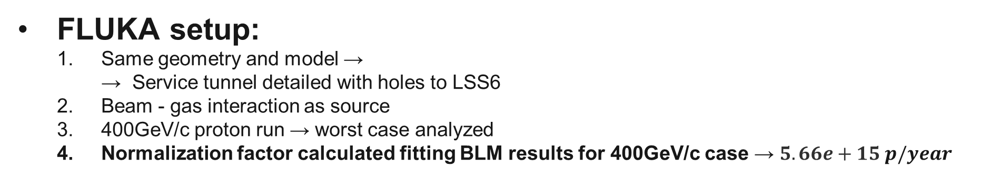 • FLUKA setup:
1. Same geometry and model →
→ Service tunnel detailed with holes to LSS6
2. Beam - gas interaction as source
3. 400GeV/c proton run → worst case analyzed
4. Normalization factor calculated fitting BLM results for 400GeV/c case → 5.66e + 15 p/year